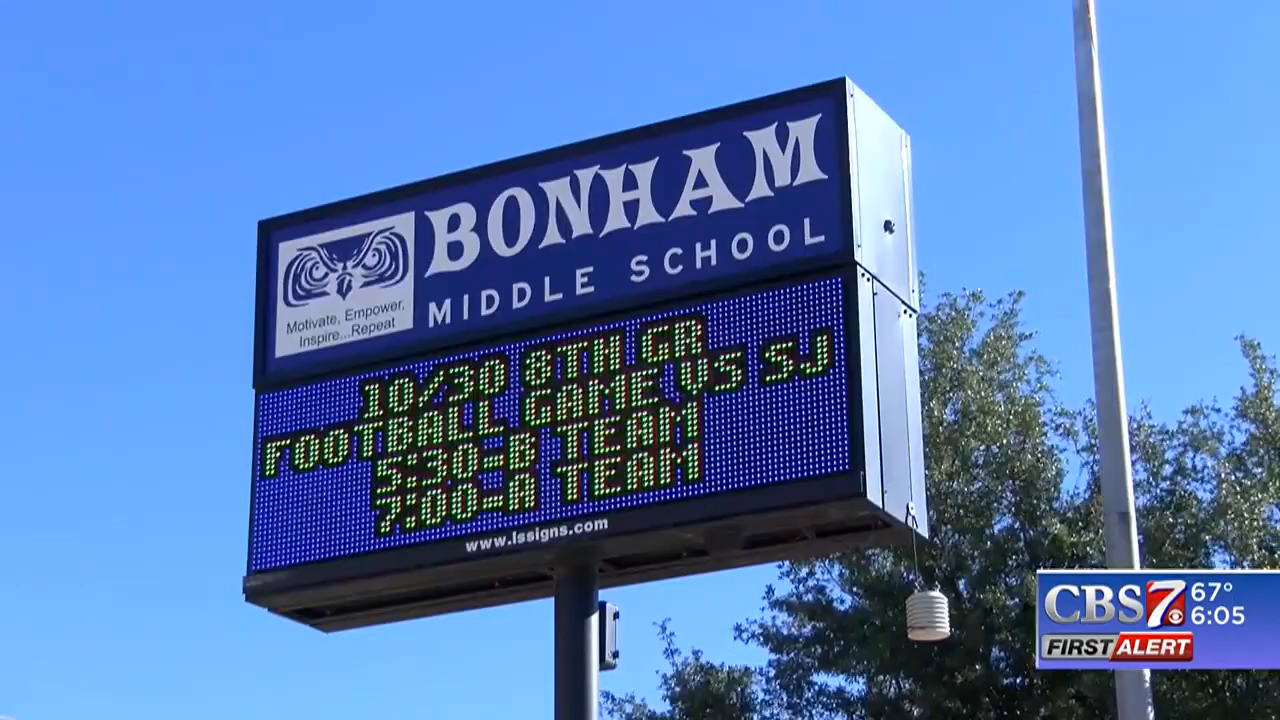 BONHAM
MIDDLE SCHOOL
Motivate, Empower,
Inspire...Repeat
10/30 8TH GR
FOOTBALL GAME VS SJ
5:30-B TEAM
7:00-A TEAM
www.lssigns.com
CBS7 67°
6:05
FIRST ALERT